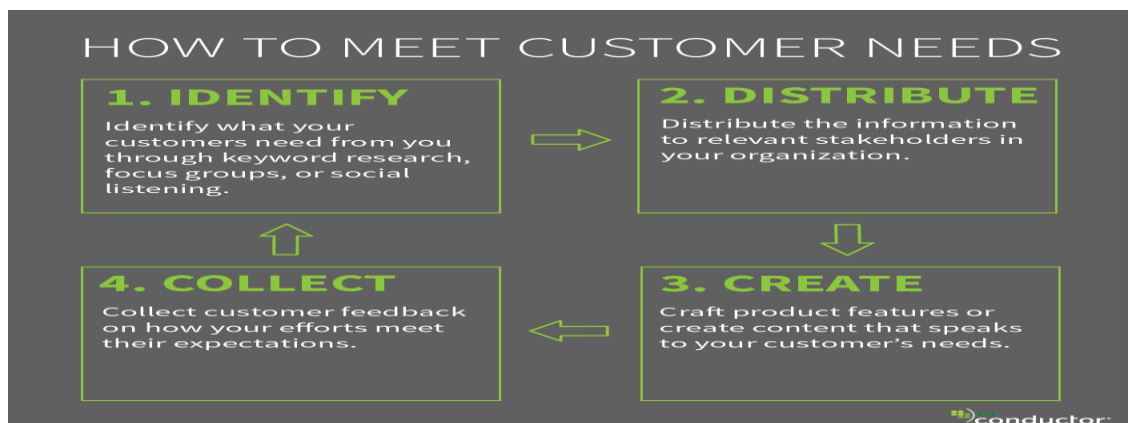 HOW TO MEET CUSTOMER NEEDS
1. IDENTIFY
Identify what your
customers need from you
through keyword research,
focus groups, or social
listening.
2. DISTRIBUTE
Distribute the information
to relevant stakeholders in
your organization.
3. CREATE
Craft product features or
create content that speaks
to your customer’s needs.
4. COLLECT
Collect customer feedback
on how your efforts meet
their expectations.
conductor